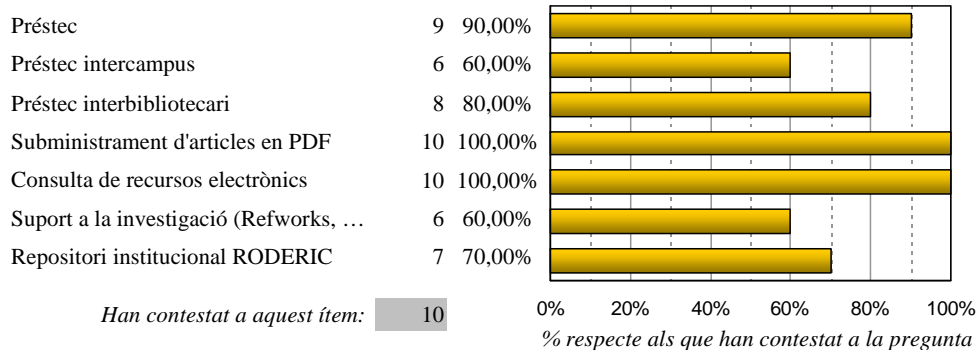 Préstec 9 90,00%
Préstec intercampus 6 60,00%
Préstec interbibliotecari 8 80,00%
Subministrament d'articles en PDF 10 100,00%
Consulta de recursos electrònics 10 100,00%
Suport a la investigació (Refworks, … 6 60,00%
Repositori institucional RODERIC 7 70,00%
Han contestat a aquest ítem: 10
0% 20% 40% 60% 80% 100%
% respecte als que han contestat a la pregunta